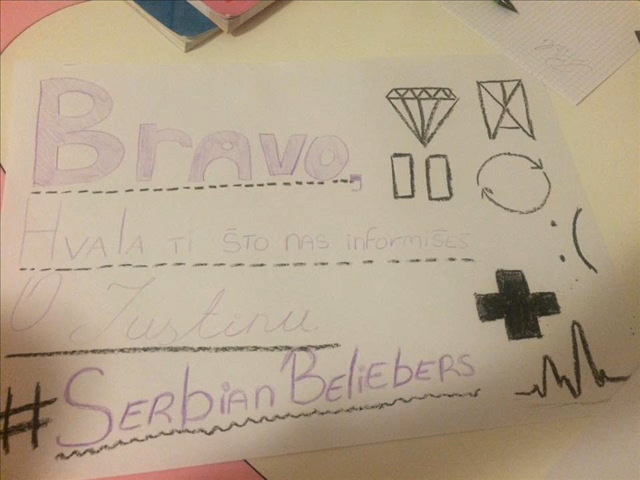 Bravo,
Hvala ti što nas informišeš
O Justinu
#SerbianBeliebers